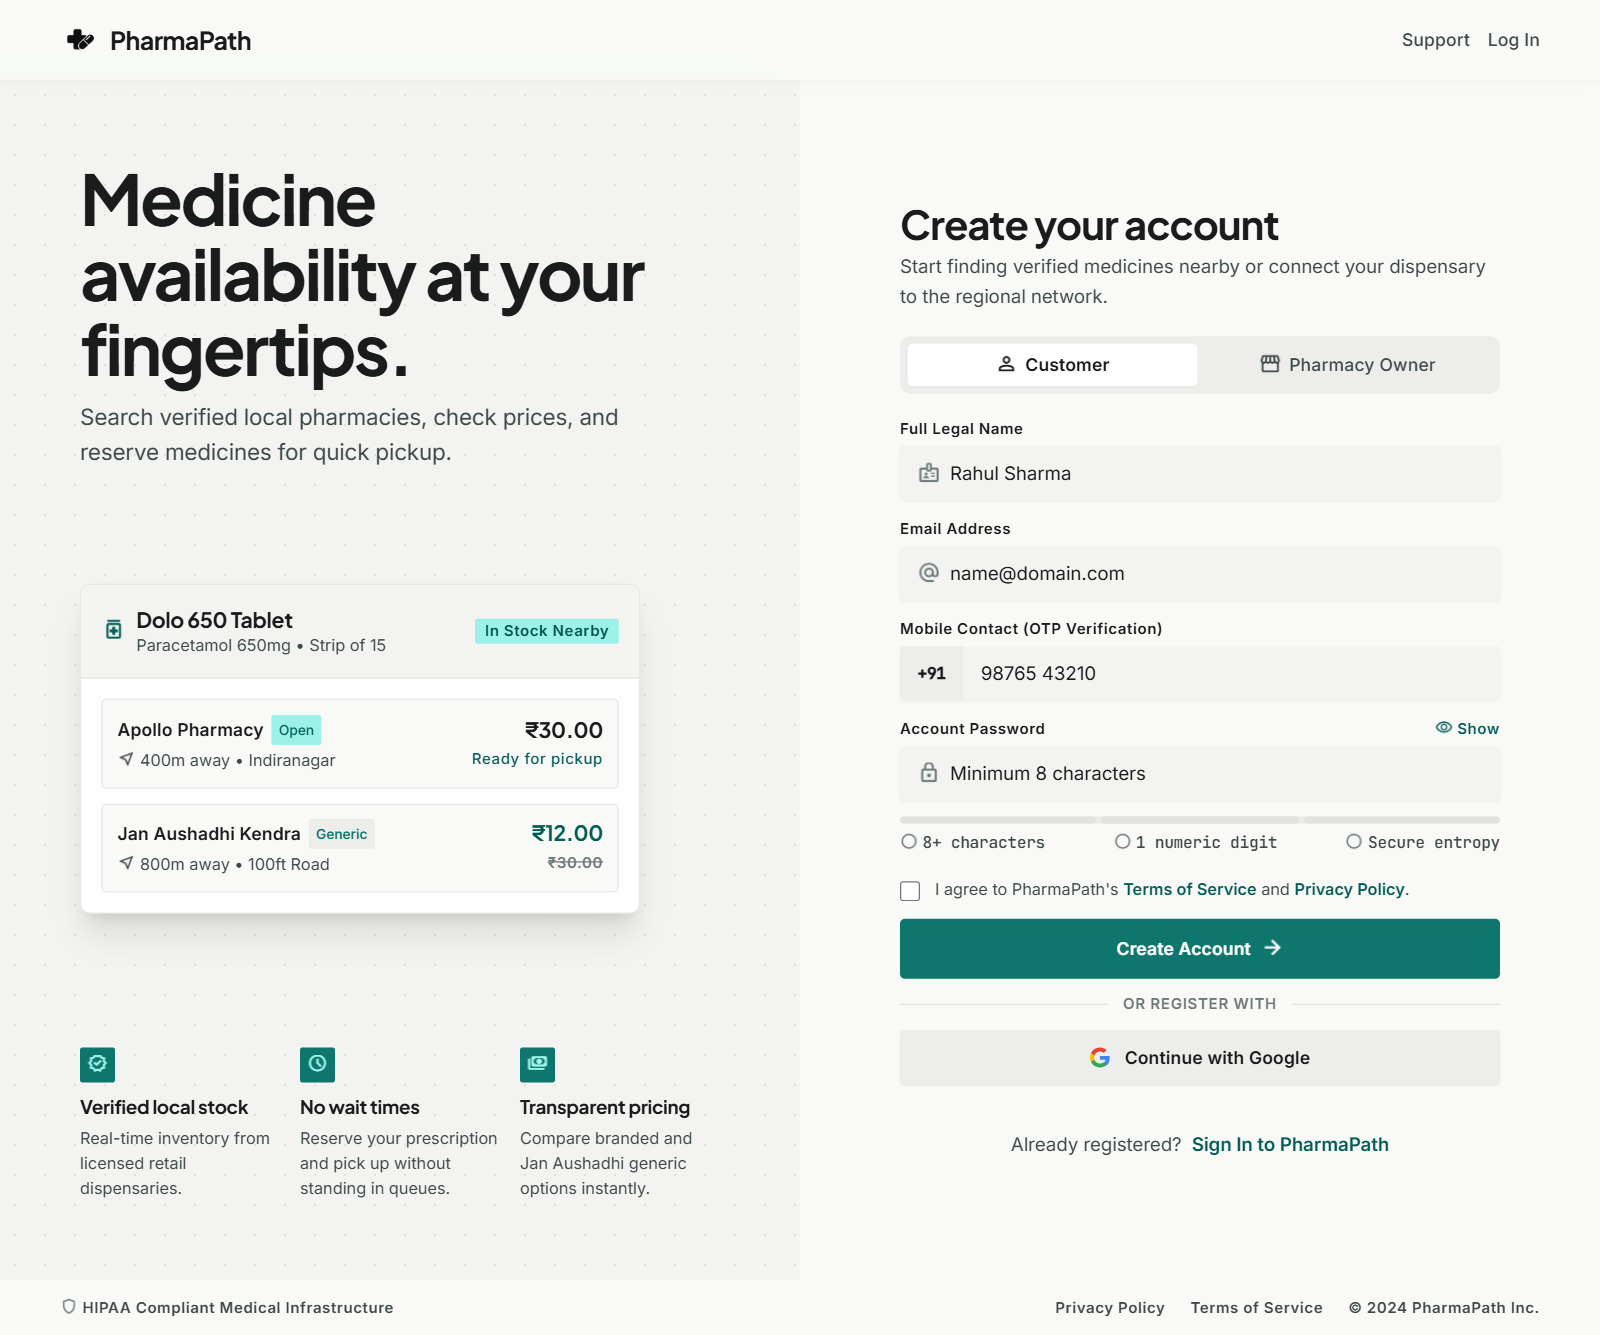 PharmaPath
Support Log In
Medicine
availability at your
fingertips.
Search verified local pharmacies, check prices, and
reserve medicines for quick pickup.
Dolo 650 Tablet
Paracetamol 650mg • Strip of 15
In Stock Nearby
Apollo Pharmacy Open
400m away • Indiranagar
₹30.00
Ready for pickup
Jan Aushadhi Kendra Generic
800m away • 100ft Road
₹12.00
₹30.00
Verified local stock
Real-time inventory from
licensed retail
dispensaries.
No wait times
Reserve your prescription
and pick up without
standing in queues.
Transparent pricing
Compare branded and
Jan Aushadhi generic
options instantly.
Create your account
Start finding verified medicines nearby or connect your dispensary
to the regional network.
Customer Pharmacy Owner
Full Legal Name
Rahul Sharma
Email Address
name@domain.com
Mobile Contact (OTP Verification)
+91 98765 43210
Account Password Show
Minimum 8 characters
8+ characters 1 numeric digit Secure entropy
I agree to PharmaPath's Terms of Service and Privacy Policy.
Create Account
OR REGISTER WITH
Continue with Google
Already registered? Sign In to PharmaPath
HIPAA Compliant Medical Infrastructure
Privacy Policy Terms of Service © 2024 PharmaPath Inc.